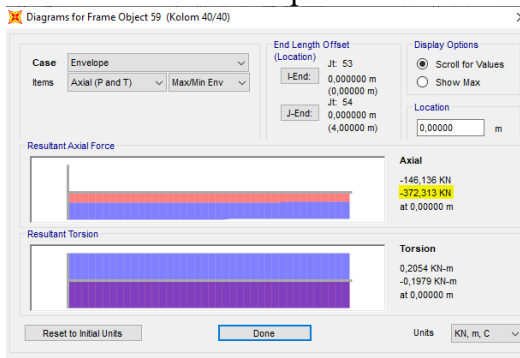 Diagrams for Frame Object 59 (Kolom 40/40)
End Length Offset
(Location)
Display Options
Case Envelope
Items Axial (P and T) Max/Min Env
Jt: 53
I-End: 0,00000 m
(0,00000 m)
Jt: 54
J-End: 0,00000 m
(4,00000 m)
Scroll for Values
Show Max
Location
0,00000 m
Resultant Axial Force
Axial
-146,136 KN
-372,313 KN
at 0,00000 m
Resultant Torsion
Torsion
0,2054 KN-m
-0,1979 KN-m
at 0,00000 m
Reset to Initial Units
Done
Units KN, m, C